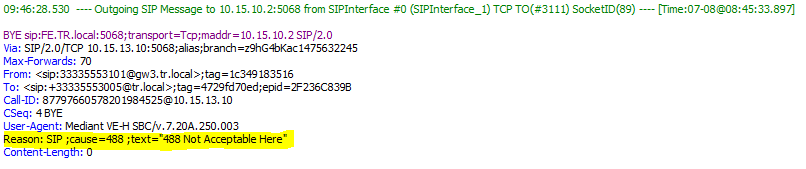 09:46:28.530  ---- Outgoing SIP Message to 10.15.10.2:5068 from SIPInterface #0 (SIPInterface_1) TCP TO(#3111) SocketID(89) ---- [Time:07-08@08:45:33.897]
BYE sip:FE.TR.local:5068;transport=Tcp;maddr=10.15.10.2 SIP/2.0
Via: SIP/2.0/TCP 10.15.13.10:5068;alias;branch=z9hG4bKac1475632245
Max-Forwards: 70
From: <sip:33335553101@gw3.tr.local>;tag=1c349183516
To: <sip:+33335553005@tr.local>;tag=4729fd70ed;epid=2F236C839B
Call-ID: 87797660578201984525@10.15.13.10
CSeq: 4 BYE
User-Agent: Mediant VE-H SBC/v.7.20A.250.003
Reason: SIP ;cause=488 ;text="488 Not Acceptable Here"
Content-Length: 0